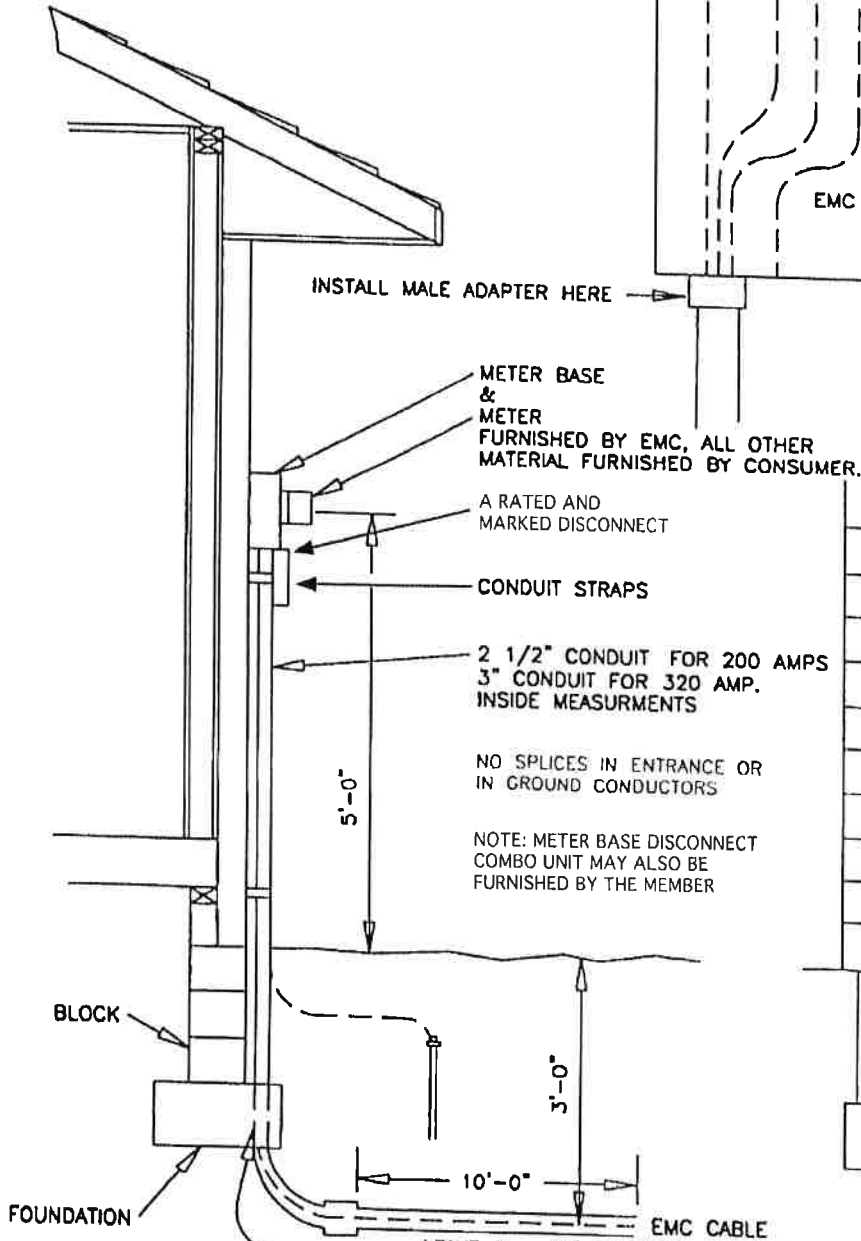 EMC
INSTALL MALE ADAPTER HERE
METER BASE
&
METER
FURNISHED BY EMC, ALL OTHER
MATERIAL FURNISHED BY CONSUMER.
A RATED AND
MARKED DISCONNECT
CONDUIT STRAPS
2 1/2" CONDUIT FOR 200 AMPS
3" CONDUIT FOR 320 AMP.
INSIDE MEASURMENTS
5'-0"
NO SPLICES IN ENTRANCE OR
IN GROUND CONDUCTORS
NOTE: METER BASE DISCONNECT
COMBO UNIT MAY ALSO BE
FURNISHED BY THE MEMBER
BLOCK
3'-0"
10'-0"
FOUNDATION
EMC CABLE